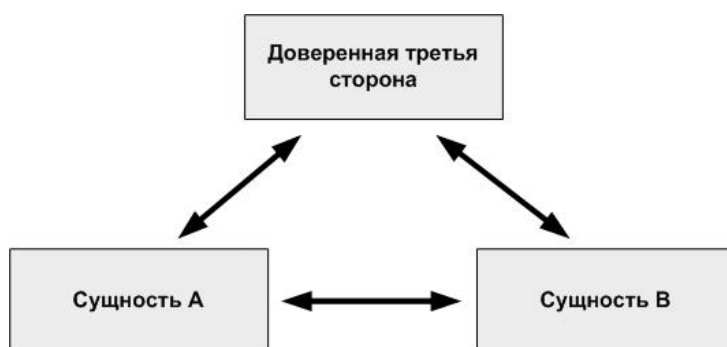 Доверенная третья
сторона
Сущность А
Сущность В